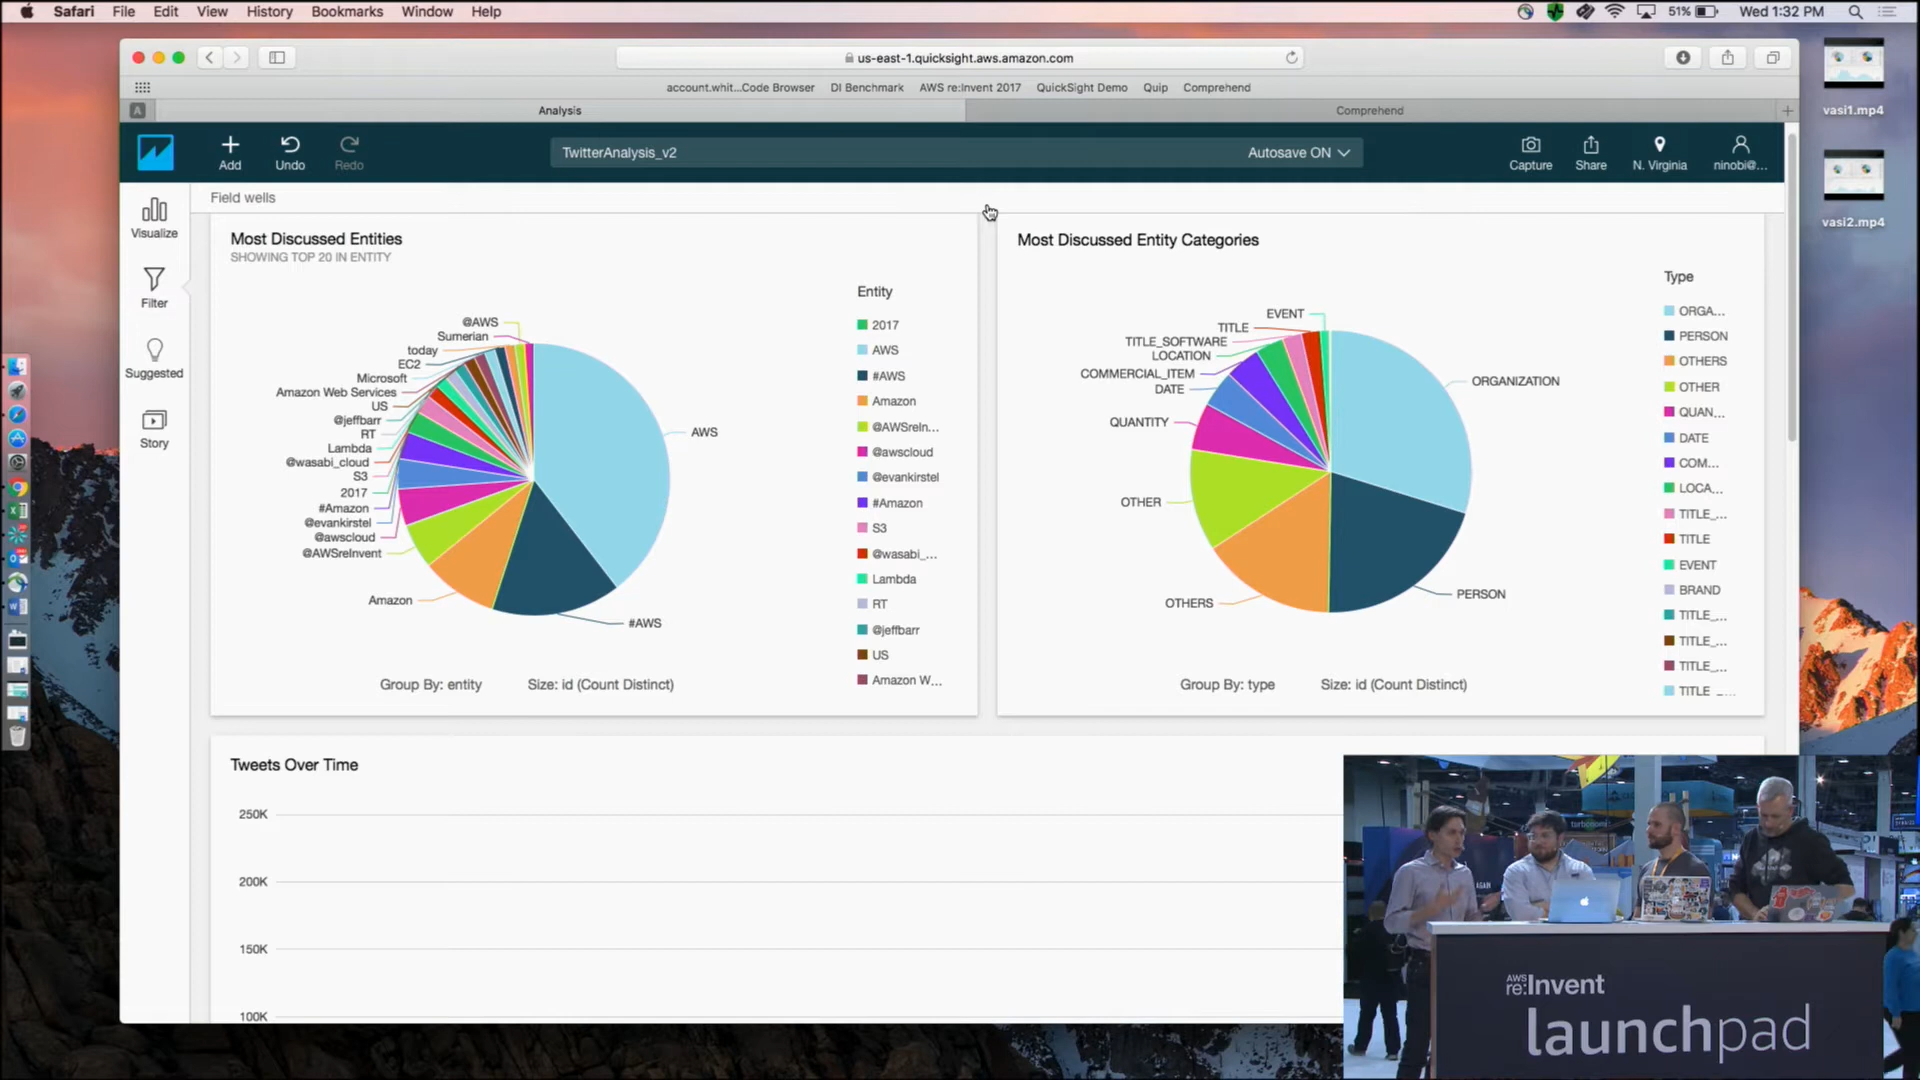 Safari File Edit View History Bookmarks Window Help
51% Wed 1:32 PM
us-east-1.quicksight.aws.amazon.com
account.whit...Code Browser DI Benchmark AWS re:Invent 2017 QuickSight Demo Quip Comprehend
A Analysis Comprehend
Add Undo Redo
TwitterAnalysis_v2 Autosave ON
Capture Share N. Virginia ninobi@...
vasi1.mp4
vasi2.mp4
Visualize
Filter
Suggested
Story
Field wells
Most Discussed Entities
SHOWING TOP 20 IN ENTITY
@AWS
Sumerian
today
EC2
Microsoft
Amazon Web Services
US
@jeffbarr
RT
Lambda
@wasabi_cloud
S3
2017
#Amazon
@evankirstel
@awscloud
@AWSreInvent
Amazon
#AWS
AWS
Entity
2017
AWS
#AWS
Amazon
@AWSreIn...
@awscloud
@evankirstel
#Amazon
S3
@wasabi_...
Lambda
RT
@jeffbarr
US
Amazon W...
Group By: entity Size: id (Count Distinct)
Most Discussed Entity Categories
EVENT
TITLE
TITLE_SOFTWARE
LOCATION
COMMERCIAL_ITEM
DATE
QUANTITY
OTHER
OTHERS
PERSON
ORGANIZATION
Type
ORGA...
PERSON
OTHERS
OTHER
QUAN...
DATE
COM...
LOCA...
TITLE_...
TITLE
EVENT
BRAND
TITLE_...
TITLE_...
TITLE_...
TITLE_...
Group By: type Size: id (Count Distinct)
Tweets Over Time
250K
200K
150K
100K
AWS
re:Invent
launchpad